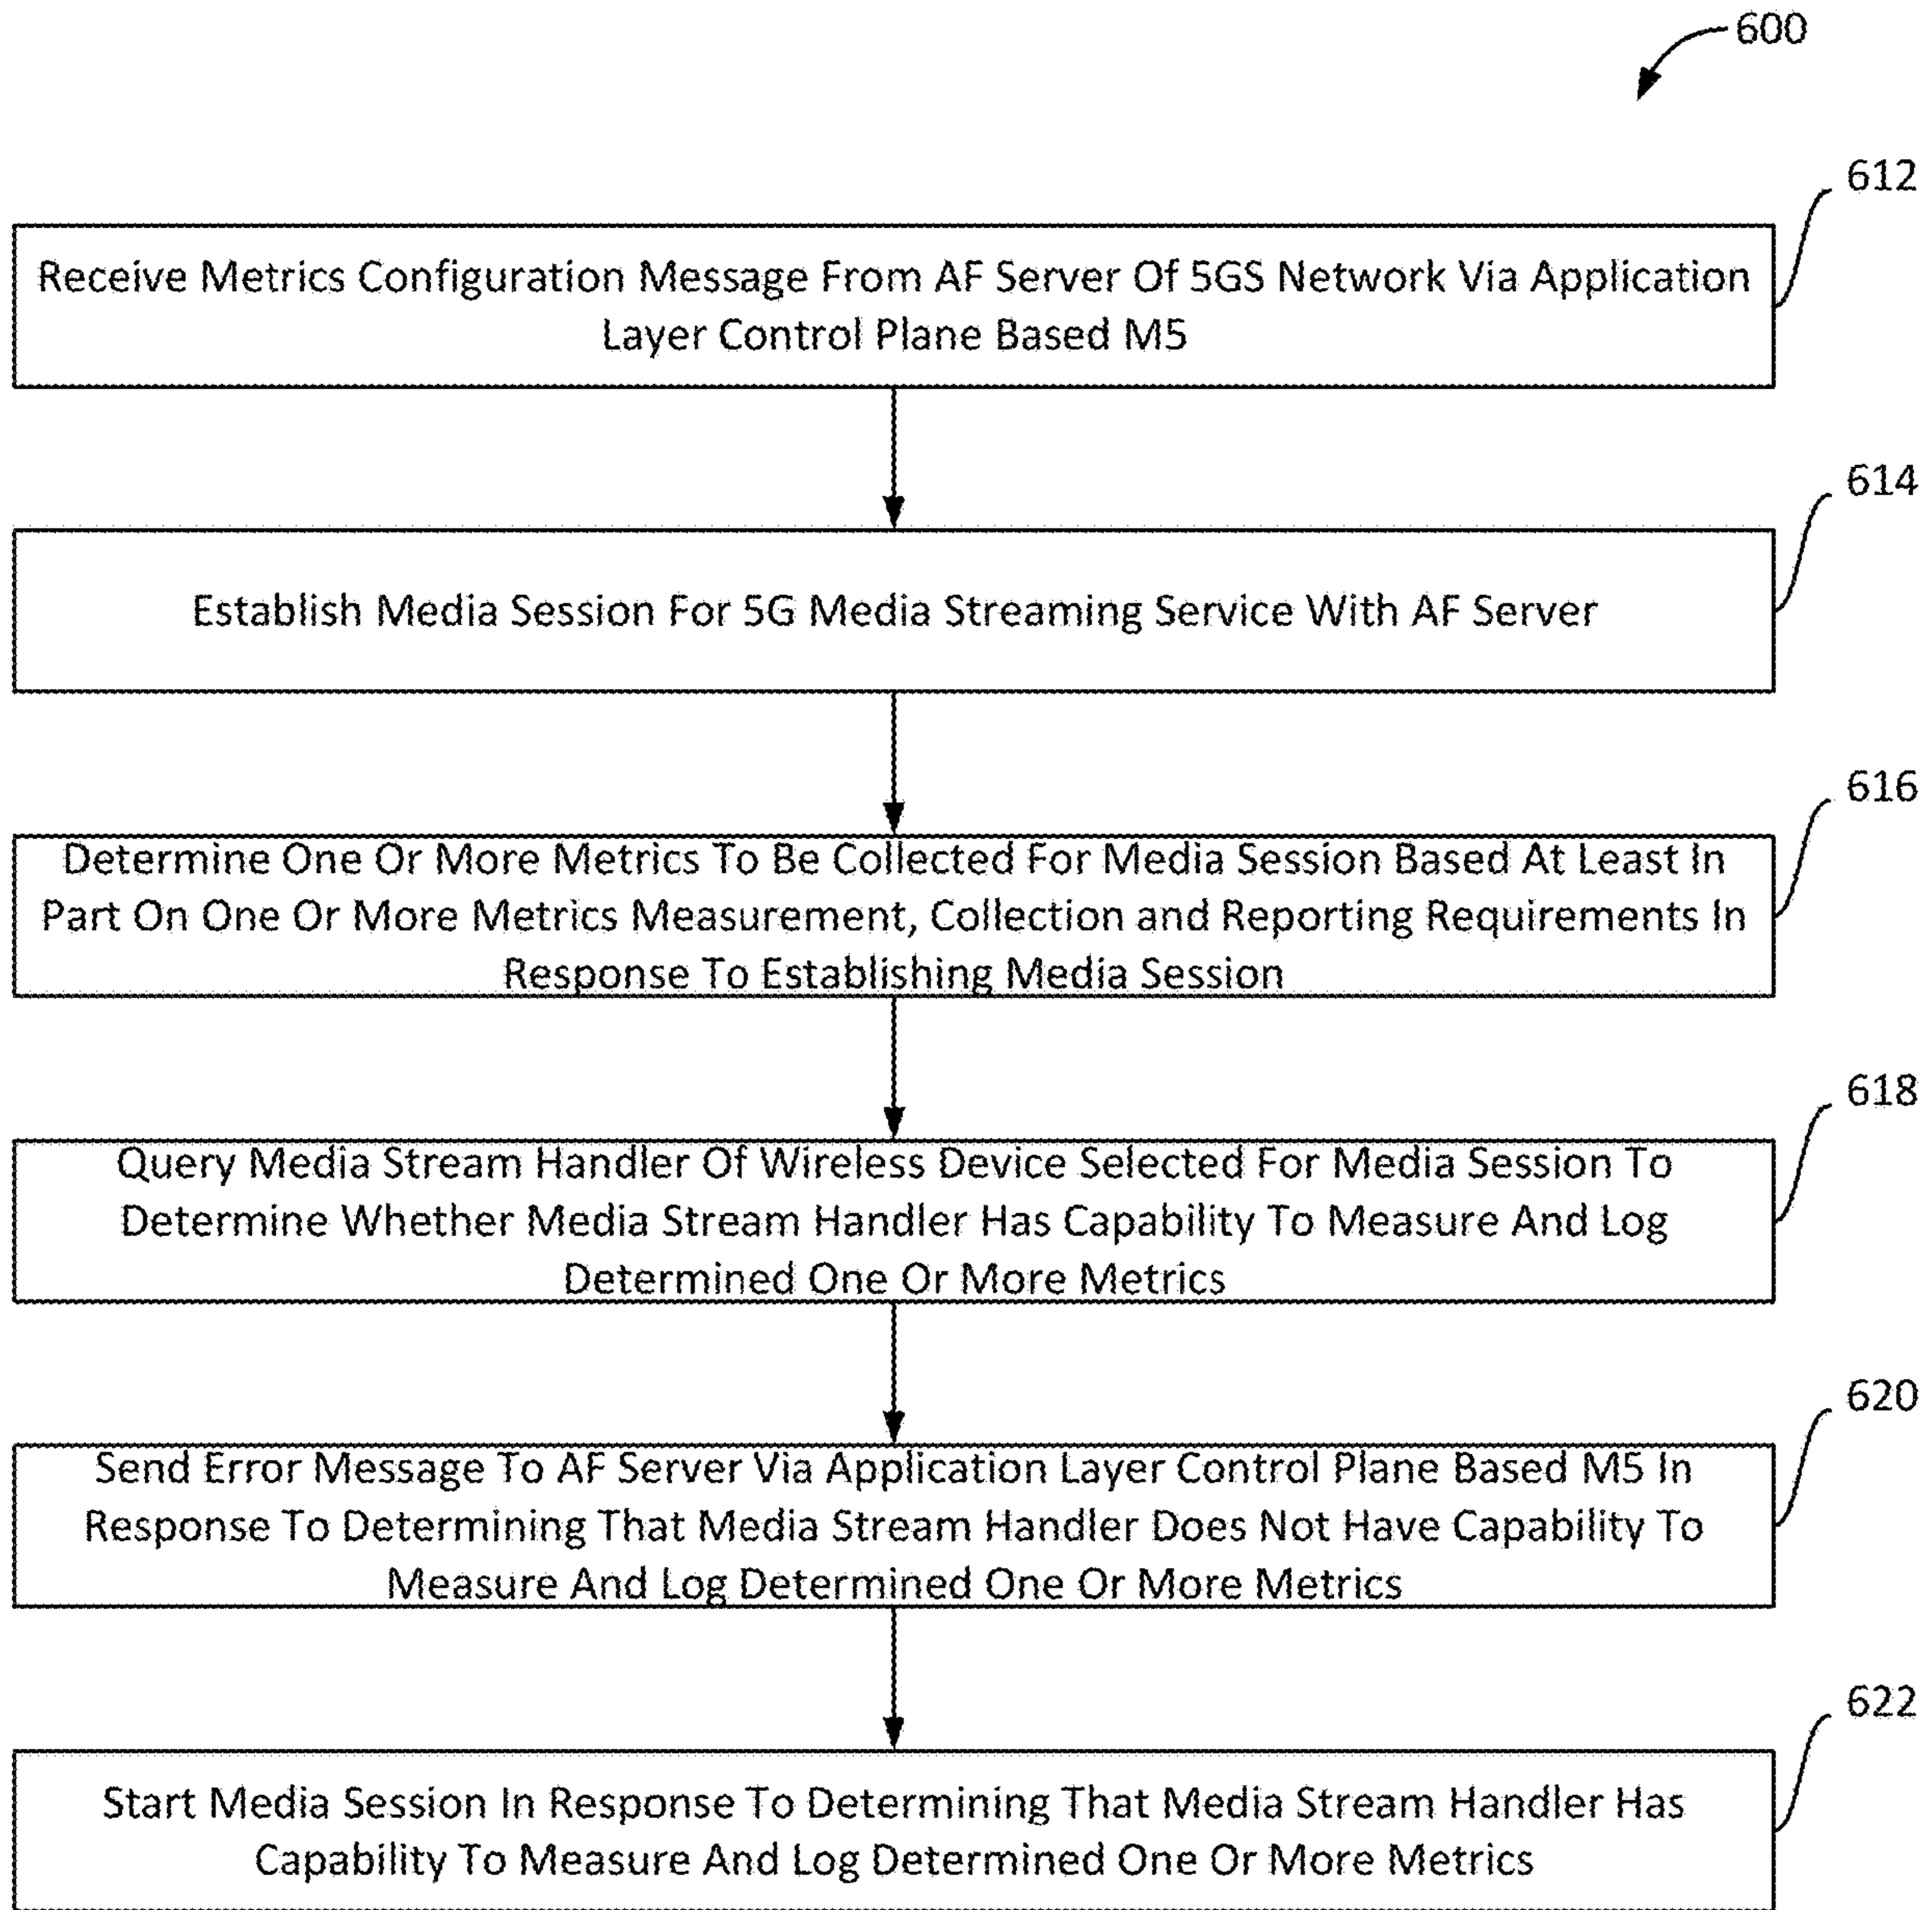 600
612
Receive Metrics Configuration Message From AF Server Of 5GS Network Via Application
Layer Control Plane Based M5
614
Establish Media Session For 5G Media Streaming Service With AF Server
616
Determine One Or More Metrics To Be Collected For Media Session Based At Least In
Part On One Or More Metrics Measurement, Collection and Reporting Requirements In
Response To Establishing Media Session
618
Query Media Stream Handler Of Wireless Device Selected For Media Session To
Determine Whether Media Stream Handler Has Capability To Measure And Log
Determined One Or More Metrics
620
Send Error Message To AF Server Via Application Layer Control Plane Based M5 In
Response To Determining That Media Stream Handler Does Not Have Capability To
Measure And Log Determined One Or More Metrics
622
Start Media Session In Response To Determining That Media Stream Handler Has
Capability To Measure And Log Determined One Or More Metrics